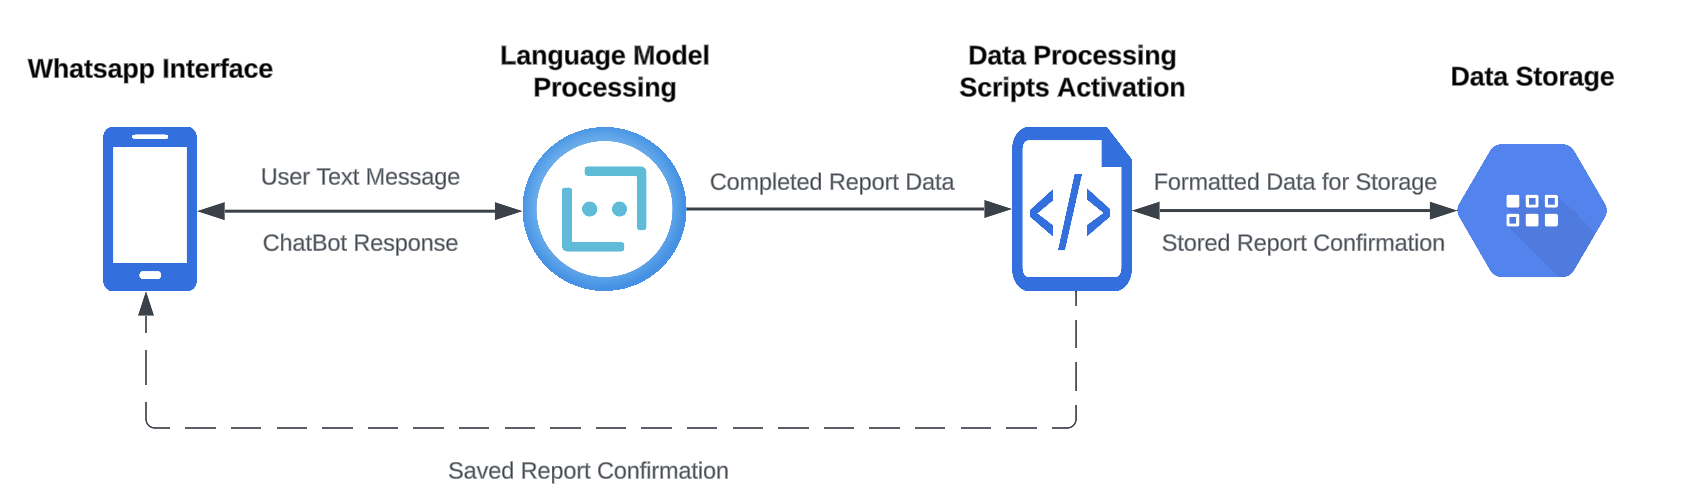 Whatsapp Interface
Language Model
Processing
Data Processing
Scripts Activation
Data Storage
User Text Message
ChatBot Response
Completed Report Data
Formatted Data for Storage
Stored Report Confirmation
Saved Report Confirmation